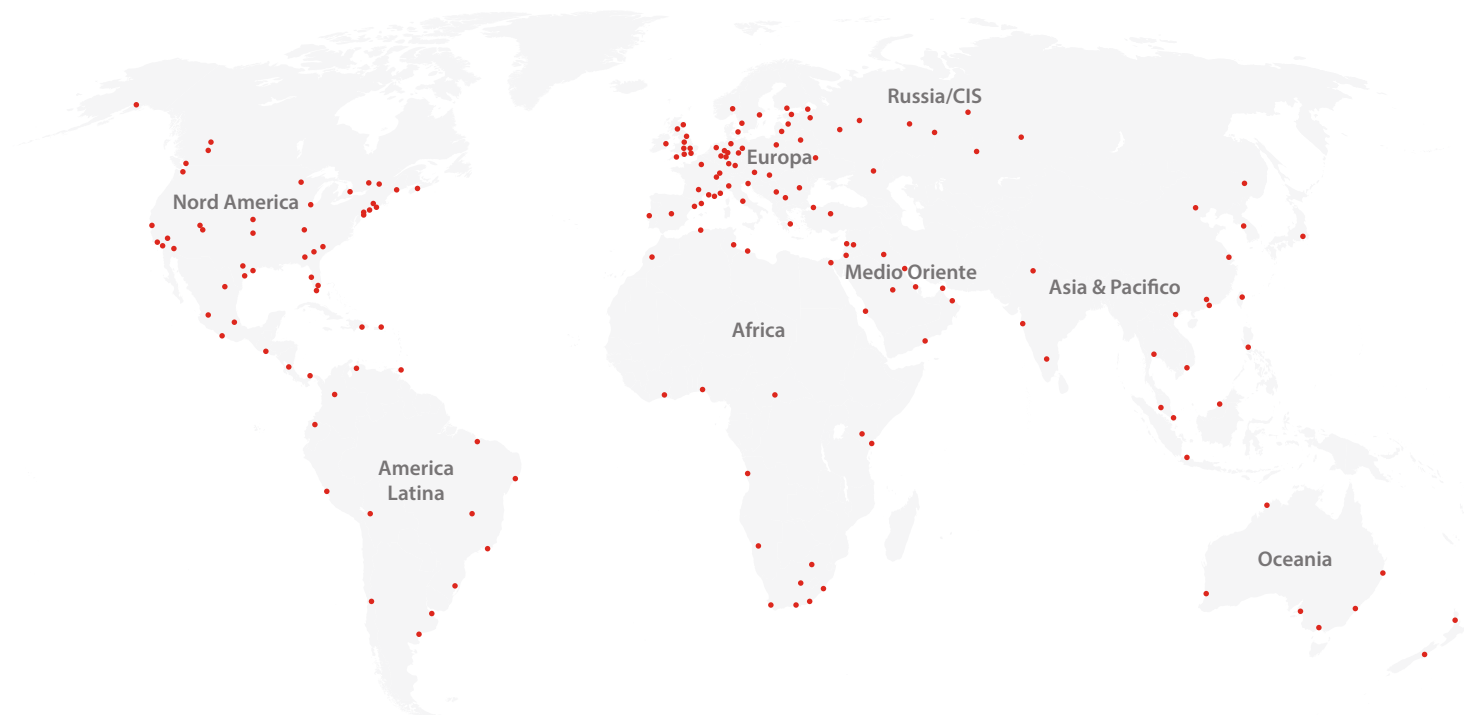 Russia/CIS
Europa
Nord America
Medio Oriente
Asia & Pacifico
Africa
America
Latina
Oceania